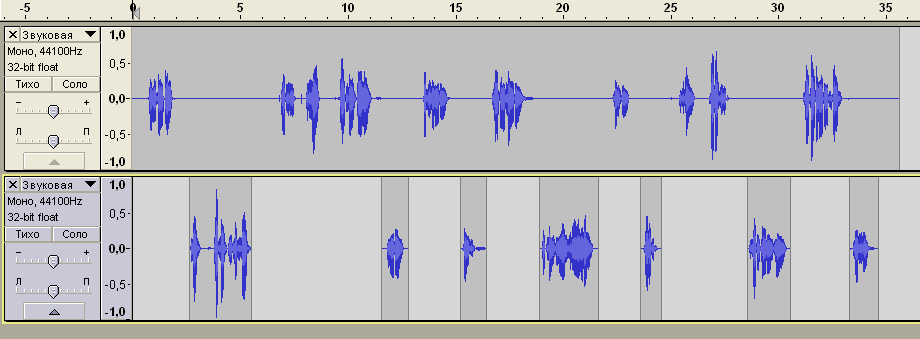 -5 0 5 10 15 20 25 30 35
Звуковая
Моно, 44100Hz
32-bit float
Тихо Соло
- +
Л П
1,0
0,5-
0,0-
-0,5-
-1,0
Звуковая
Моно, 44100Hz
32-bit float
Тихо Соло
- +
Л П
1,0
0,5-
0,0-
-0,5-
-1,0